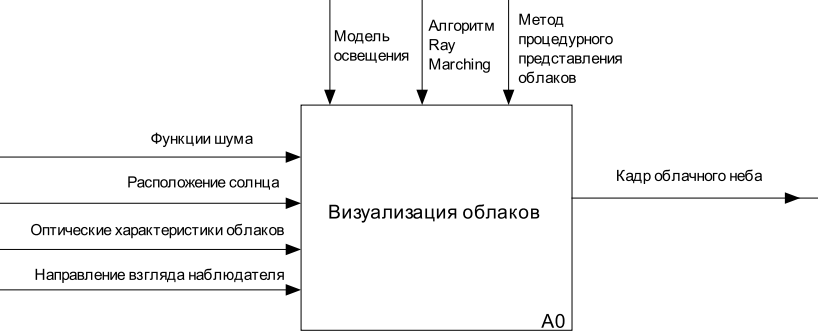 Модель
освещения
Алгоритм
Ray
Marching
Метод
процедурного
представления
облаков
Функции шума
Расположение солнца
Оптические характеристики облаков
Направление взгляда наблюдателя
Визуализация облаков
Кадр облачного неба
A0